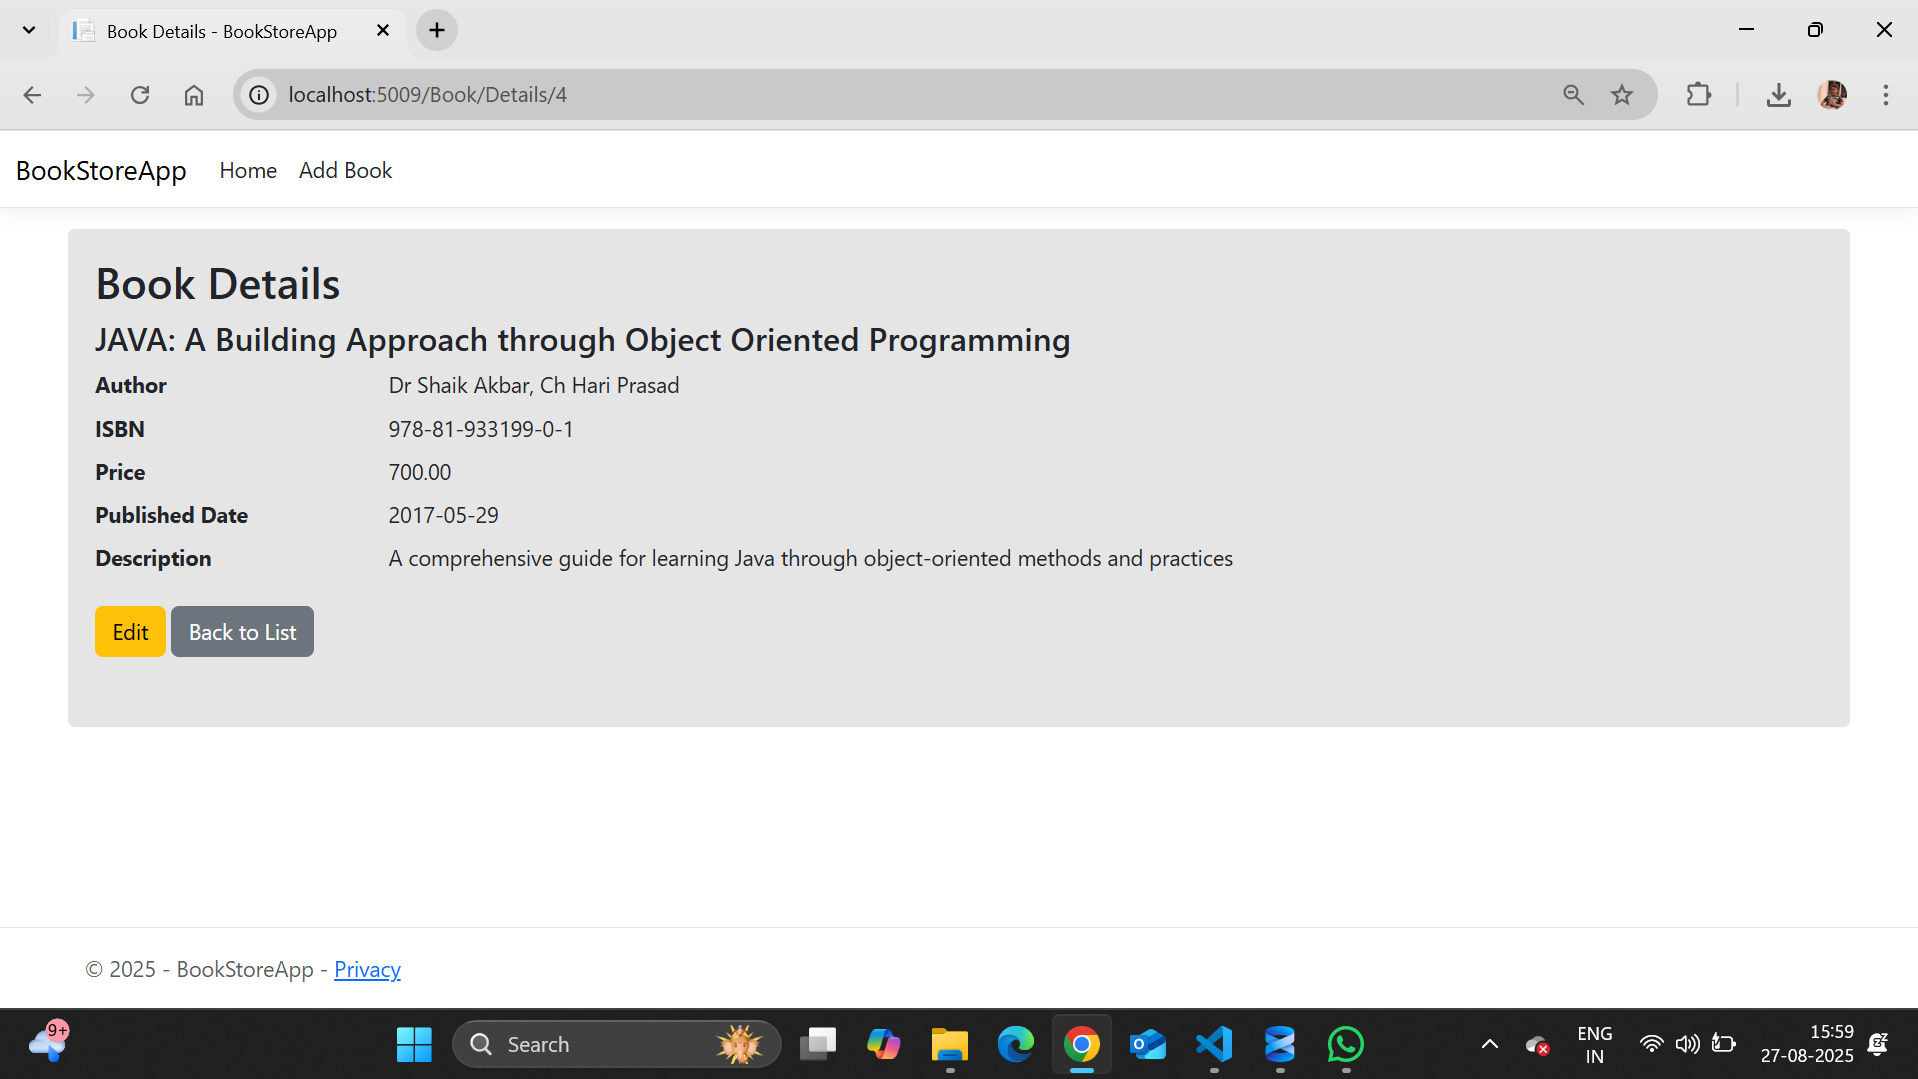 Book Details - BookStoreApp
localhost:5009/Book/Details/4
BookStoreApp Home Add Book
Book Details
JAVA: A Building Approach through Object Oriented Programming
Author Dr Shaik Akbar, Ch Hari Prasad
ISBN 978-81-933199-0-1
Price 700.00
Published Date 2017-05-29
Description A comprehensive guide for learning Java through object-oriented methods and practices
Edit Back to List
© 2025 - BookStoreApp - Privacy
9+
Search
ENG
IN
15:59
27-08-2025